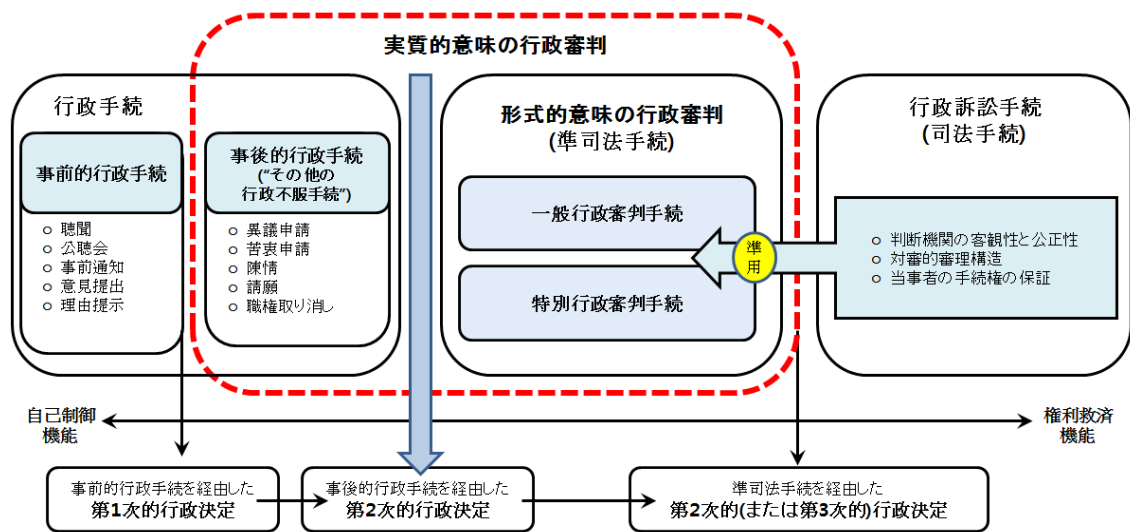 実質的意味の行政審判
行政手続
事前的行政手続
o 聴聞
o 公聴会
o 事前通知
o 意見提出
o 理由提示
事後的行政手続
(“その他の
行政不服手続”)
o 異議申請
o 苦衷申請
o 陳情
o 請願
o 職権取り消し
形式的意味の行政審判
(準司法手続)
一般行政審判手続
特別行政審判手続
準
用
行政訴訟手続
(司法手続)
o 判断機関の客観性と公正性
o 対審的審理構造
o 当事者の手続権の保証
自己制御
機能
権利救済
機能
事前的行政手続を経由した
第1次的行政決定
事後的行政手続を経由した
第2次的行政決定
準司法手続を経由した
第2次的(または第3次的)行政決定